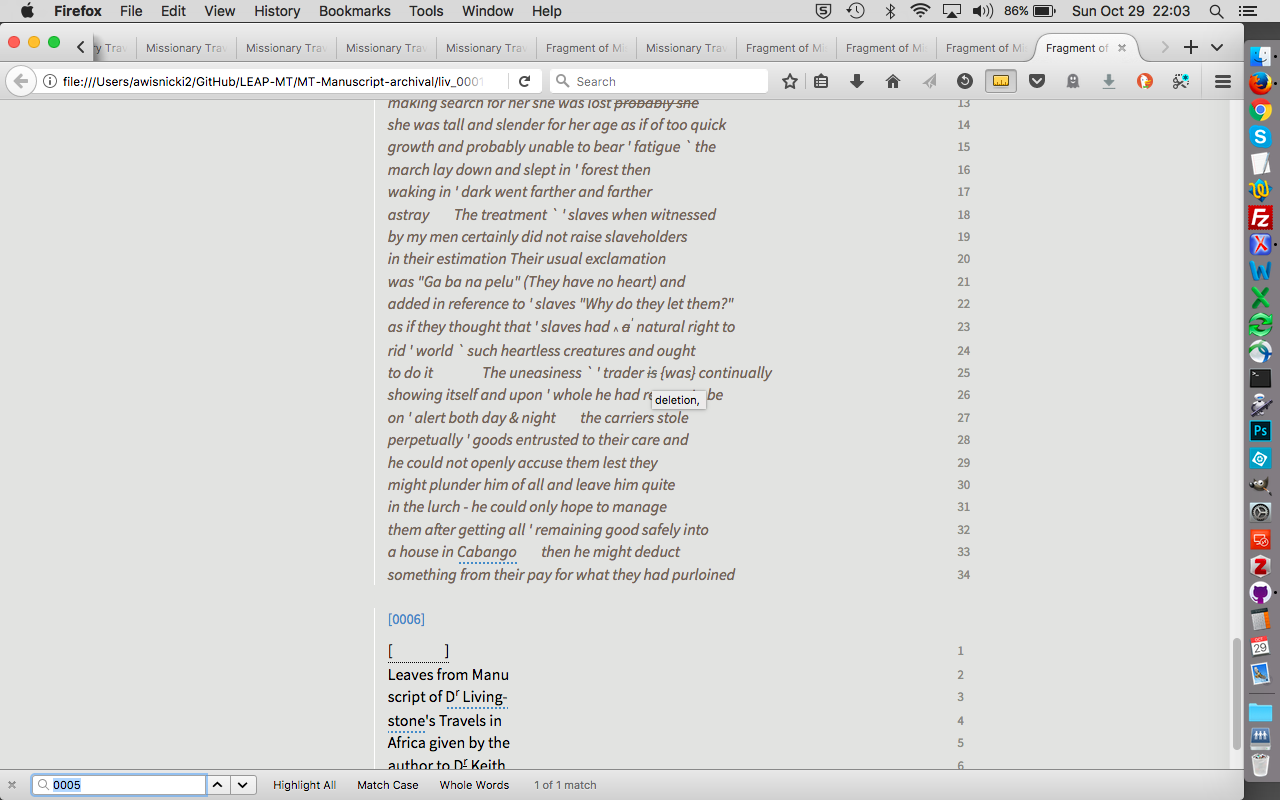 Firefox File Edit View History Bookmarks Tools Window Help 86% Sun Oct 29 22:03
ry Trav Missionary Trav Missionary Trav Missionary Trav Missionary Trav Fragment of Mi Missionary Trav Fragment of Mi Fragment of Mi Fragment of Mi Fragment of
file:///Users/awisnicki2/GitHub/LEAP-MT/MT-Manuscript-archival/liv_0001 Search
making search for her she was lost probably she 13
she was tall and slender for her age as if of too quick 14
growth and probably unable to bear ' fatigue ` the 15
march lay down and slept in ' forest then 16
waking in ' dark went farther and farther 17
astray The treatment ` ' slaves when witnessed 18
by my men certainly did not raise slaveholders 19
in their estimation Their usual exclamation 20
was "Ga ba na pelu" (They have no heart) and 21
added in reference to ' slaves "Why do they let them?" 22
as if they thought that ' slaves had ‸ a ' natural right to 23
rid ' world ` such heartless creatures and ought 24
to do it The uneasiness ` ' trader is {was} continually 25
showing itself and upon ' whole he had be 26
deletion,
on ' alert both day & night the carriers stole 27
perpetually ' goods entrusted to their care and 28
he could not openly accuse them lest they 29
might plunder him of all and leave him quite 30
in the lurch - he could only hope to manage 31
them after getting all ' remaining good safely into 32
a house in Cabango then he might deduct 33
something from their pay for what they had purloined 34
[0006]
[ ] 1
Leaves from Manu 2
script of Dr Living- 3
stone's Travels in 4
Africa given by the 5
author to Dr Keith 6
0005 Highlight All Match Case Whole Words 1 of 1 match